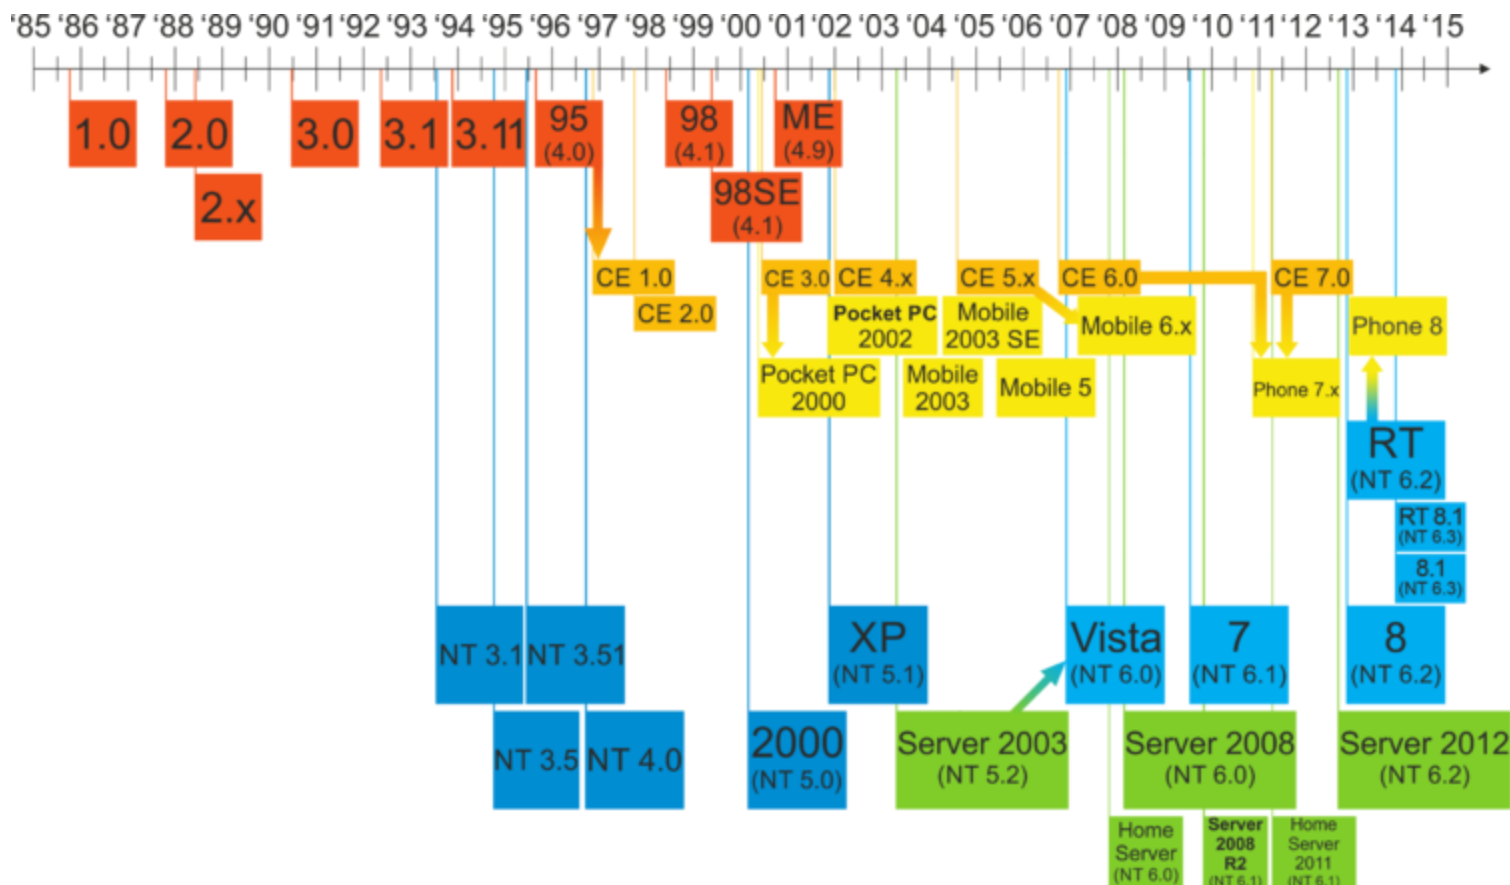 ‘85 ‘86 ‘87 ‘88 ‘89 ‘90 ‘91 ‘92 ‘93 ‘94 ‘95 ‘96 ‘97 ‘98 ‘99 ‘00 ‘01 ‘02 ‘03 ‘04 ‘05 ‘06 ‘07 ‘08 ‘09 ‘10 ‘11 ‘12 ‘13 ‘14 ‘15
1.0
2.0
3.0
3.1
3.11
95
(4.0)
98
(4.1)
ME
(4.9)
2.x
98SE
(4.1)
CE 1.0
CE 3.0
CE 4.x
CE 5.x
CE 6.0
CE 7.0
CE 2.0
Pocket PC
2002
Mobile
2003 SE
Mobile 6.x
Phone 8
Pocket PC
2000
Mobile
2003
Mobile 5
Phone 7.x
RT
(NT 6.2)
RT 8.1
(NT 6.3)
8.1
(NT 6.3)
NT 3.1
NT 3.51
XP
(NT 5.1)
Vista
(NT 6.0)
7
(NT 6.1)
8
(NT 6.2)
NT 3.5
NT 4.0
2000
(NT 5.0)
Server 2003
(NT 5.2)
Server 2008
(NT 6.0)
Server 2012
(NT 6.2)
Home
Server
(NT 6.0)
Server
2008
R2
(NT 6.1)
Home
Server
2011
(NT 6.1)